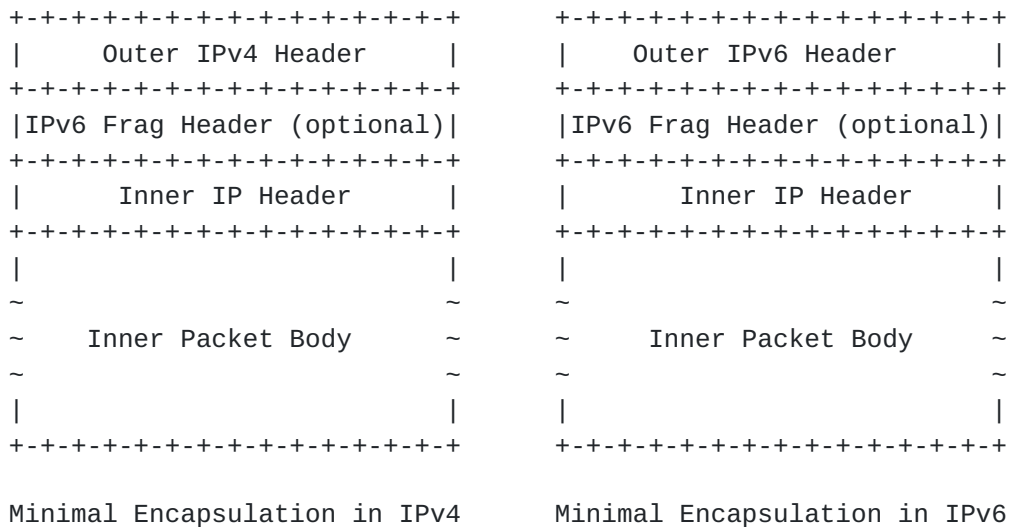 +-+-+-+-+-+-+-+-+-+-+-+-+-+-+      +-+-+-+-+-+-+-+-+-+-+-+-+-+-+
|     Outer IPv4 Header     |      |    Outer IPv6 Header      |
+-+-+-+-+-+-+-+-+-+-+-+-+-+-+      +-+-+-+-+-+-+-+-+-+-+-+-+-+-+
|IPv6 Frag Header (optional)|      |IPv6 Frag Header (optional)|
+-+-+-+-+-+-+-+-+-+-+-+-+-+-+      +-+-+-+-+-+-+-+-+-+-+-+-+-+-+
|      Inner IP Header      |      |       Inner IP Header     |
+-+-+-+-+-+-+-+-+-+-+-+-+-+-+      +-+-+-+-+-+-+-+-+-+-+-+-+-+-+
|                           |      |                           |
~                           ~      ~                           ~
~    Inner Packet Body      ~      ~     Inner Packet Body     ~
~                           ~      ~                           ~
|                           |      |                           |
+-+-+-+-+-+-+-+-+-+-+-+-+-+-+      +-+-+-+-+-+-+-+-+-+-+-+-+-+-+
Minimal Encapsulation in IPv4      Minimal Encapsulation in IPv6